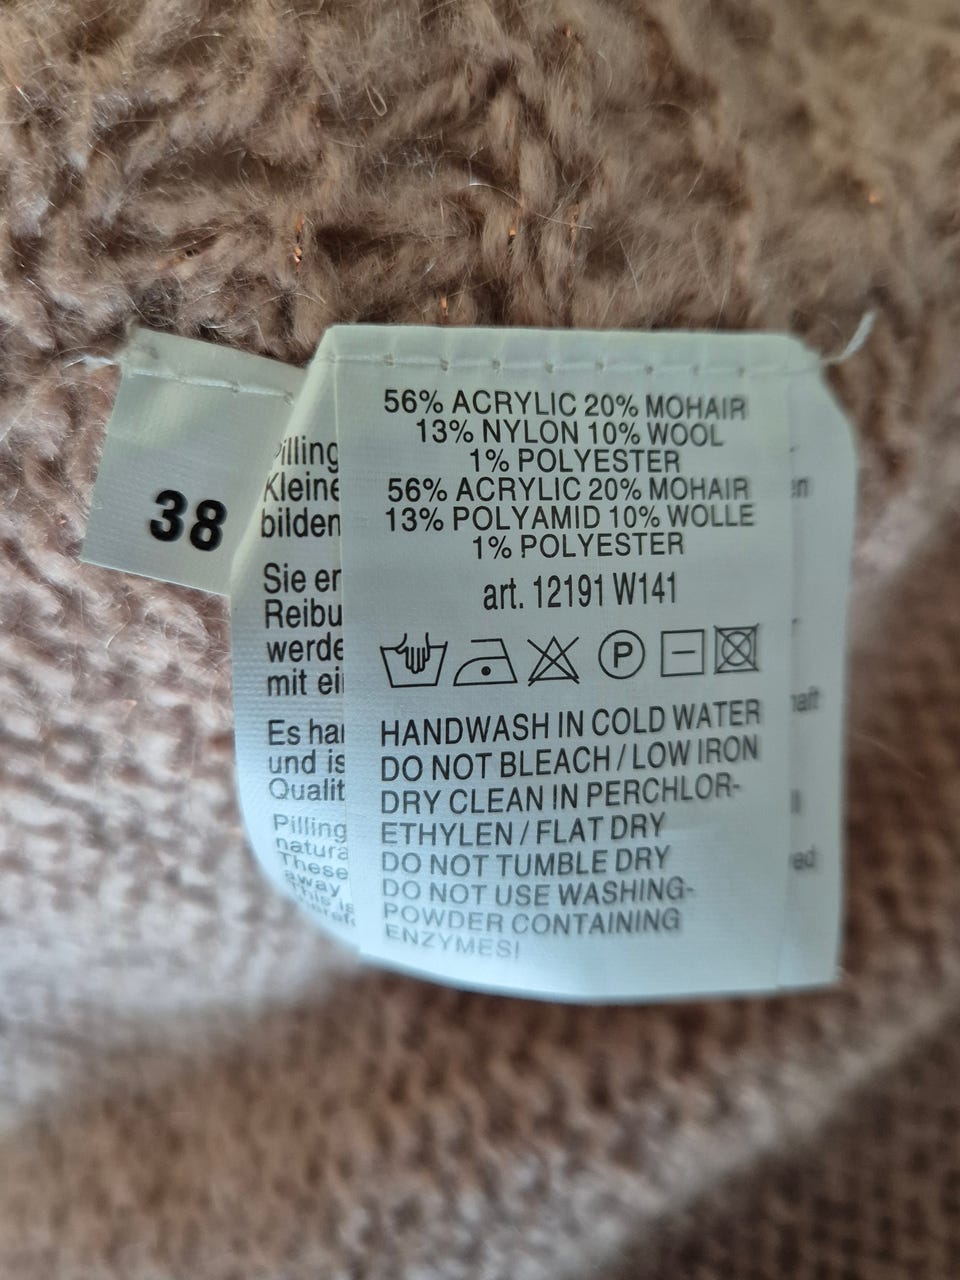 38
56% ACRYLIC 20% MOHAIR
13% NYLON 10% WOOL
1% POLYESTER
56% ACRYLIC 20% MOHAIR
13% POLYAMID 10% WOLLE
1% POLYESTER
art. 12191 W141
P
HANDWASH IN COLD WATER
DO NOT BLEACH / LOW IRON
DRY CLEAN IN PERCHLOR-
ETHYLEN / FLAT DRY
DO NOT TUMBLE DRY
DO NOT USE WASHING-
POWDER CONTAINING
ENZYMES!
Pilling
Kleine
bilden
Sie er
Reibu
werde
mit ei
Es ha
und is
Qualit
Pilling
natura
These
away
This is